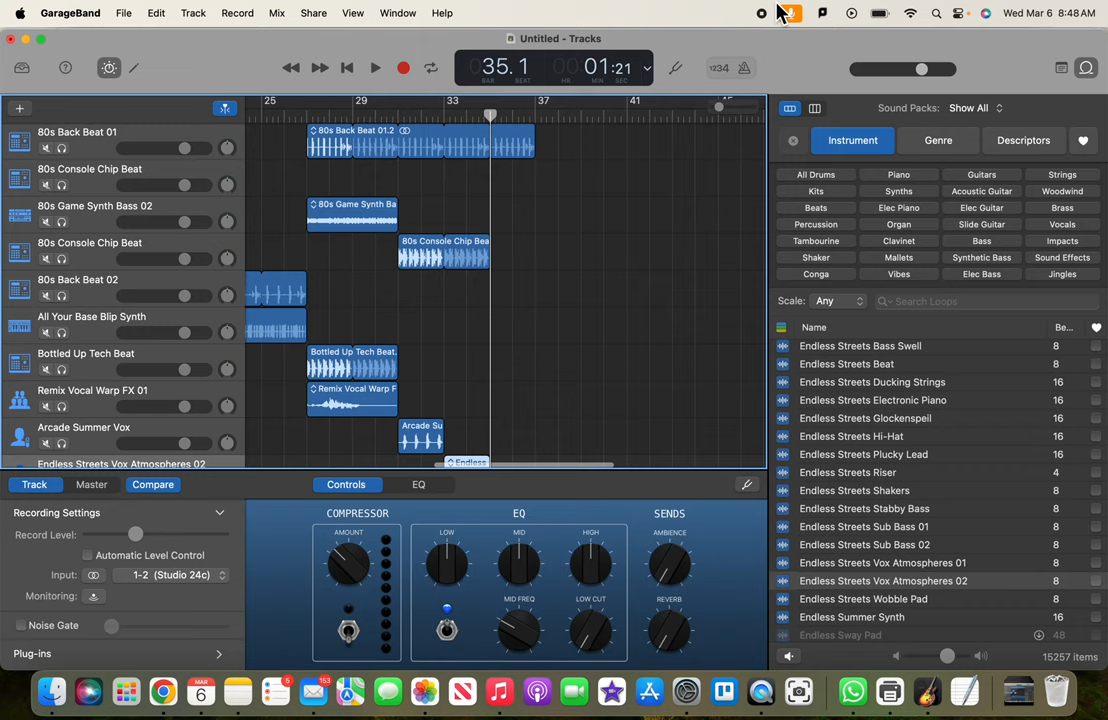 GarageBand File Edit Track Record Mix Share View Window Help Wed Mar 6 8:48 AM
Untitled - Tracks
35. 1 01:21 1234
BAR BEAT HR MIN SEC
25 29 33 37 41 45
Sound Packs: Show All
Instrument Genre Descriptors
80s Back Beat 01
80s Back Beat 01.2
80s Console Chip Beat
80s Game Synth Bass 02
80s Game Synth Ba
80s Console Chip Beat
80s Console Chip Bea
80s Back Beat 02
All Your Base Blip Synth
Bottled Up Tech Beat
Bottled Up Tech Beat.
Remix Vocal Warp FX 01
Remix Vocal Warp F
Arcade Summer Vox
Arcade Su
Endless Streets Vox Atmospheres 02
Endless
All Drums Piano Guitars Strings
Kits Synths Acoustic Guitar Woodwind
Beats Elec Piano Elec Guitar Brass
Percussion Organ Slide Guitar Vocals
Tambourine Clavinet Bass Impacts
Shaker Mallets Synthetic Bass Sound Effects
Conga Vibes Elec Bass Jingles
Scale: Any Search Loops
Name Be...
Endless Streets Bass Swell 8
Endless Streets Beat 8
Endless Streets Ducking Strings 16
Endless Streets Electronic Piano 16
Endless Streets Glockenspeil 16
Endless Streets Hi-Hat 16
Endless Streets Plucky Lead 16
Endless Streets Riser 4
Endless Streets Shakers 8
Endless Streets Stabby Bass 8
Endless Streets Sub Bass 01 8
Endless Streets Sub Bass 02 8
Endless Streets Vox Atmospheres 01 8
Endless Streets Vox Atmospheres 02 8
Endless Streets Wobble Pad 8
Endless Summer Synth 16
Endless Sway Pad 48
15257 items
Track Master Compare Controls EQ
Recording Settings
Record Level:
Automatic Level Control
Input: 1-2 (Studio 24c)
Monitoring:
Noise Gate
Plug-ins
COMPRESSOR EQ SENDS
AMOUNT LOW MID HIGH AMBIENCE
MID FREQ LOW CUT REVERB
MAR
6 5 153